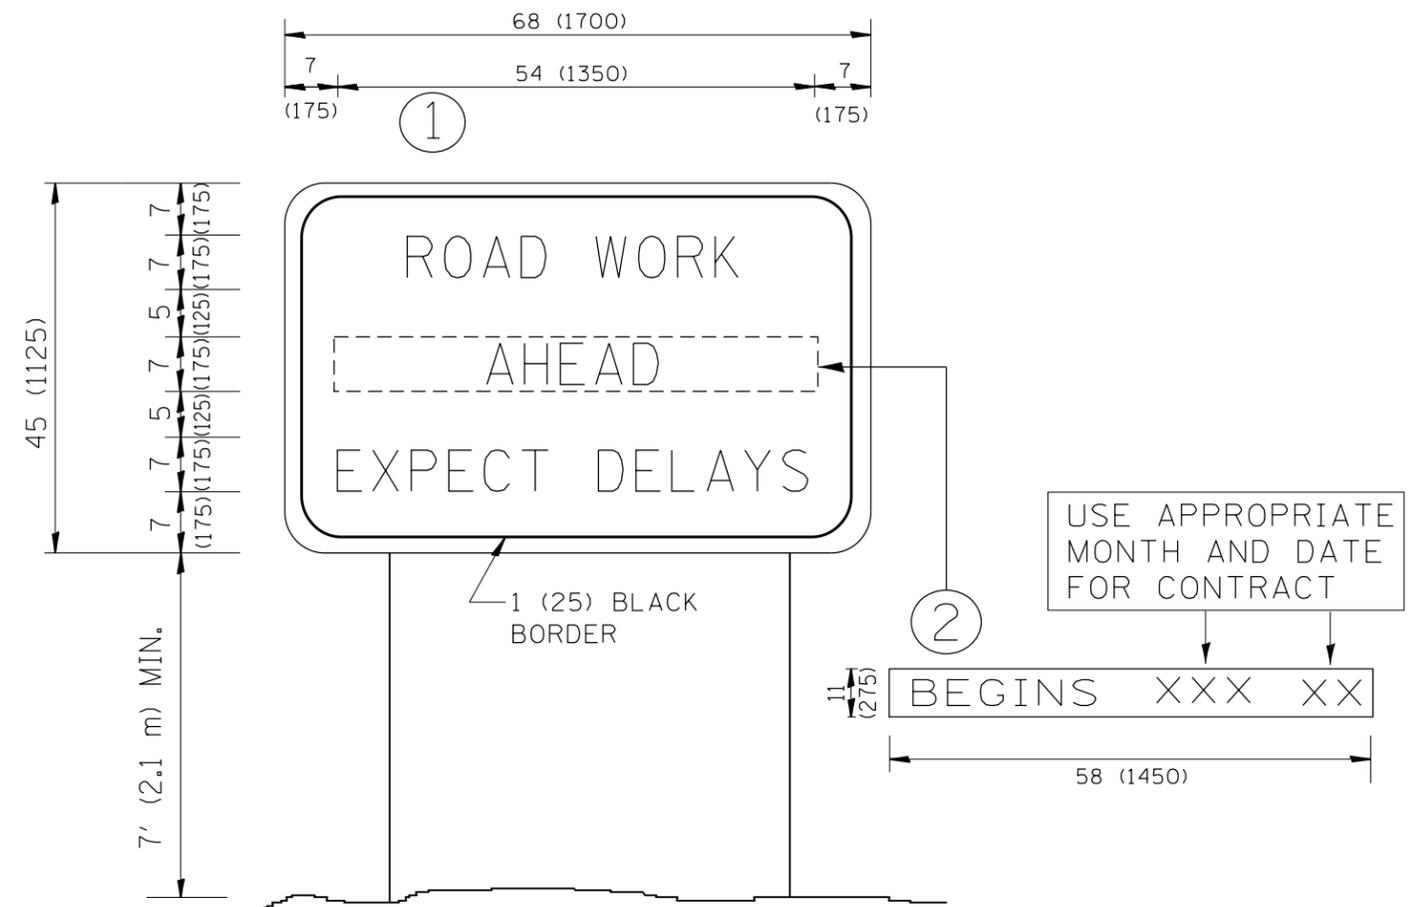 68 (1700)
7
54 (1350)
7
(175)
(175)
1
7
(175)
7
(175)
5
(125)
7
(175)
5
(125)
7
(175)
7
(175)
45 (1125)
ROAD WORK
AHEAD
EXPECT DELAYS
1 (25) BLACK
BORDER
7' (2.1 m) MIN.
2
USE APPROPRIATE
MONTH AND DATE
FOR CONTRACT
11
(275)
BEGINS XXX XX
58 (1450)